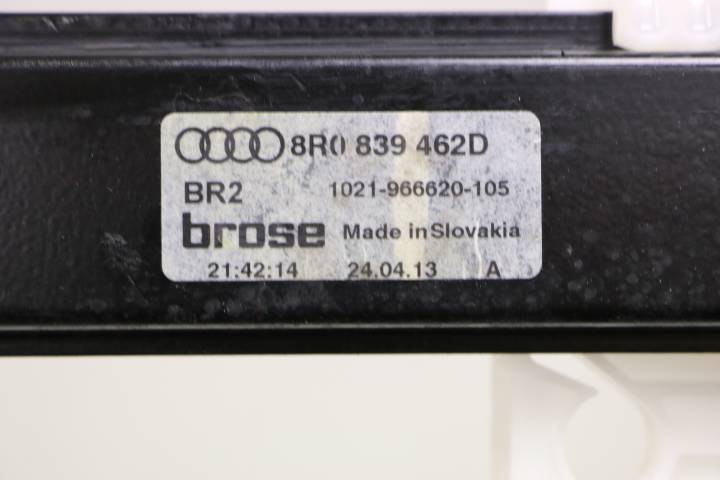 8R0 839 462D
BR2 1021-966620-105
brose Made in Slovakia
21:42:14 24.04.13 A